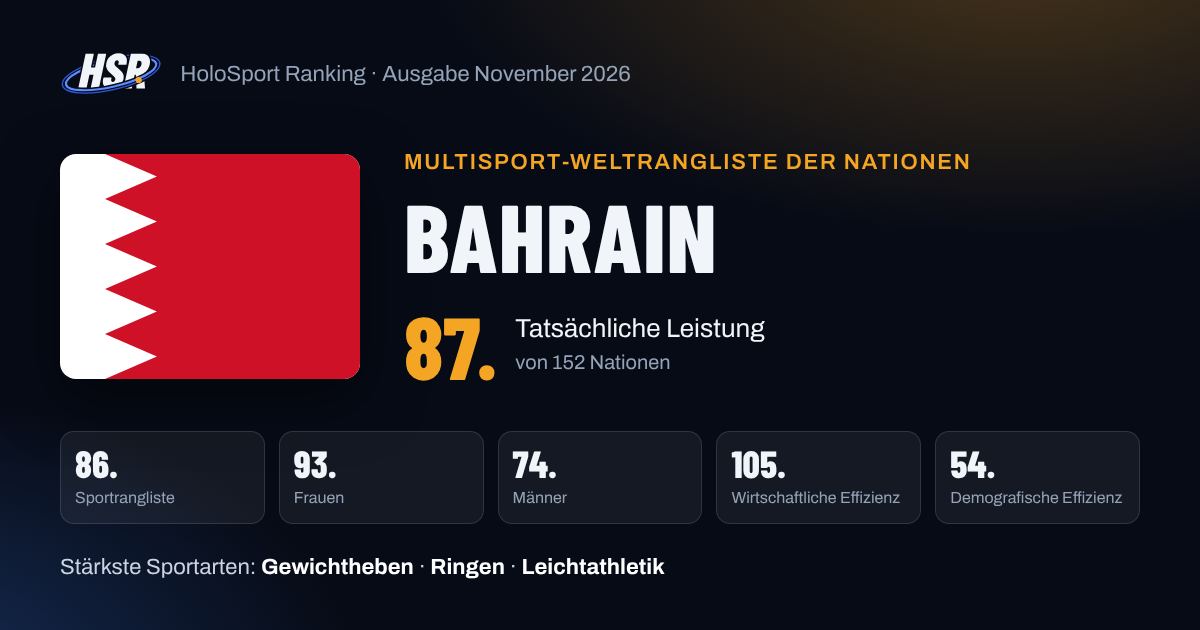 HSR
HoloSport Ranking · Ausgabe November 2026
MULTISPORT-WELTRANGLISTE DER NATIONEN
BAHRAIN
87.
Tatsächliche Leistung
von 152 Nationen
86.
Sportrangliste
93.
Frauen
74.
Männer
105.
Wirtschaftliche Effizienz
54.
Demografische Effizienz
Stärkste Sportarten: Gewichtheben · Ringen · Leichtathletik